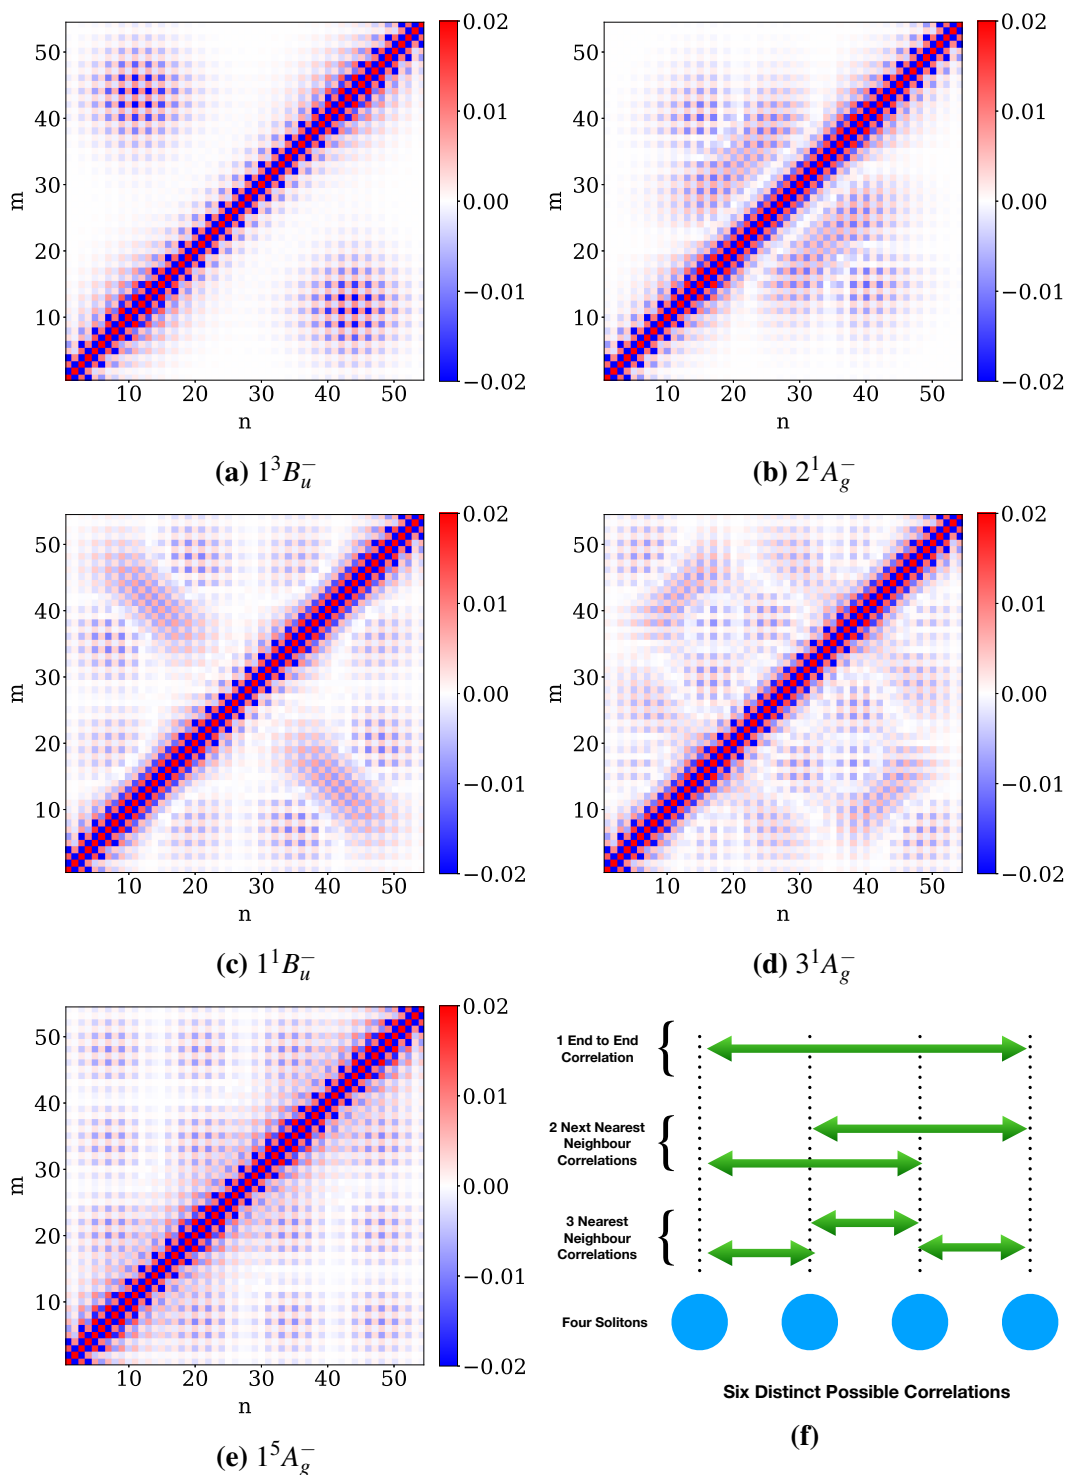 50
40
30
20
10
m
10 20 30 40 50
n
0.02
0.01
0.00
−0.01
−0.02
(a) 1³B⁻ᵤ
50
40
30
20
10
m
10 20 30 40 50
n
0.02
0.01
0.00
−0.01
−0.02
(b) 2¹A⁻g
50
40
30
20
10
m
10 20 30 40 50
n
0.02
0.01
0.00
−0.01
−0.02
(c) 1¹B⁻ᵤ
50
40
30
20
10
m
10 20 30 40 50
n
0.02
0.01
0.00
−0.01
−0.02
(d) 3¹A⁻g
50
40
30
20
10
m
10 20 30 40 50
n
0.02
0.01
0.00
−0.01
−0.02
(e) 1⁵A⁻g
1 End to End
Correlation
2 Next Nearest
Neighbour
Correlations
3 Nearest
Neighbour
Correlations
Four Solitons
Six Distinct Possible Correlations
(f)